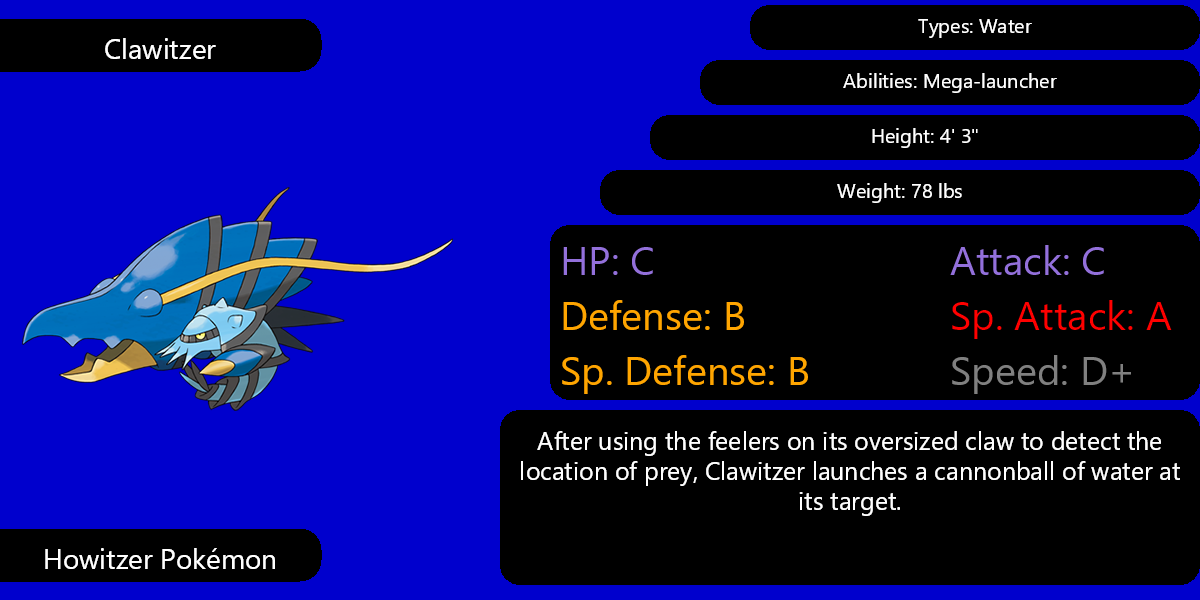 Clawitzer
Types: Water
Abilities: Mega-launcher
Height: 4' 3"
Weight: 78 lbs
HP: C
Attack: C
Defense: B
Sp. Attack: A
Sp. Defense: B
Speed: D+
After using the feelers on its oversized claw to detect the
location of prey, Clawitzer launches a cannonball of water at
its target.
Howitzer Pokémon